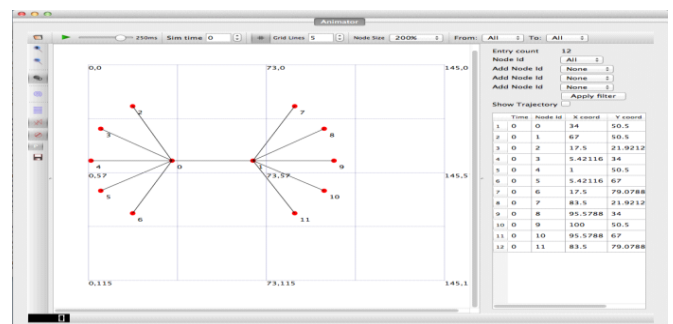 Animator
250ms Sim time 0 Grid Lines 5 Node Size 200% From: All To: All
0,0 73,0 145,0
2 7
3 8
4 0 1 9
0,57 73,57 145,5
5 10
6 11
0,115 73,115 145,1
Entry count 12
Node Id All
Add Node Id None
Add Node Id None
Add Node Id None
Apply filter
Show Trajectory
Time Node Id X coord Y coord
1 0 0 34 50.5
2 0 1 67 50.5
3 0 2 17.5 21.9212
4 0 3 5.42116 34
5 0 4 1 50.5
6 0 5 5.42116 67
7 0 6 17.5 79.0788
8 0 7 83.5 21.9212
9 0 8 95.5788 34
10 0 9 100 50.5
11 0 10 95.5788 67
12 0 11 83.5 79.0788
0